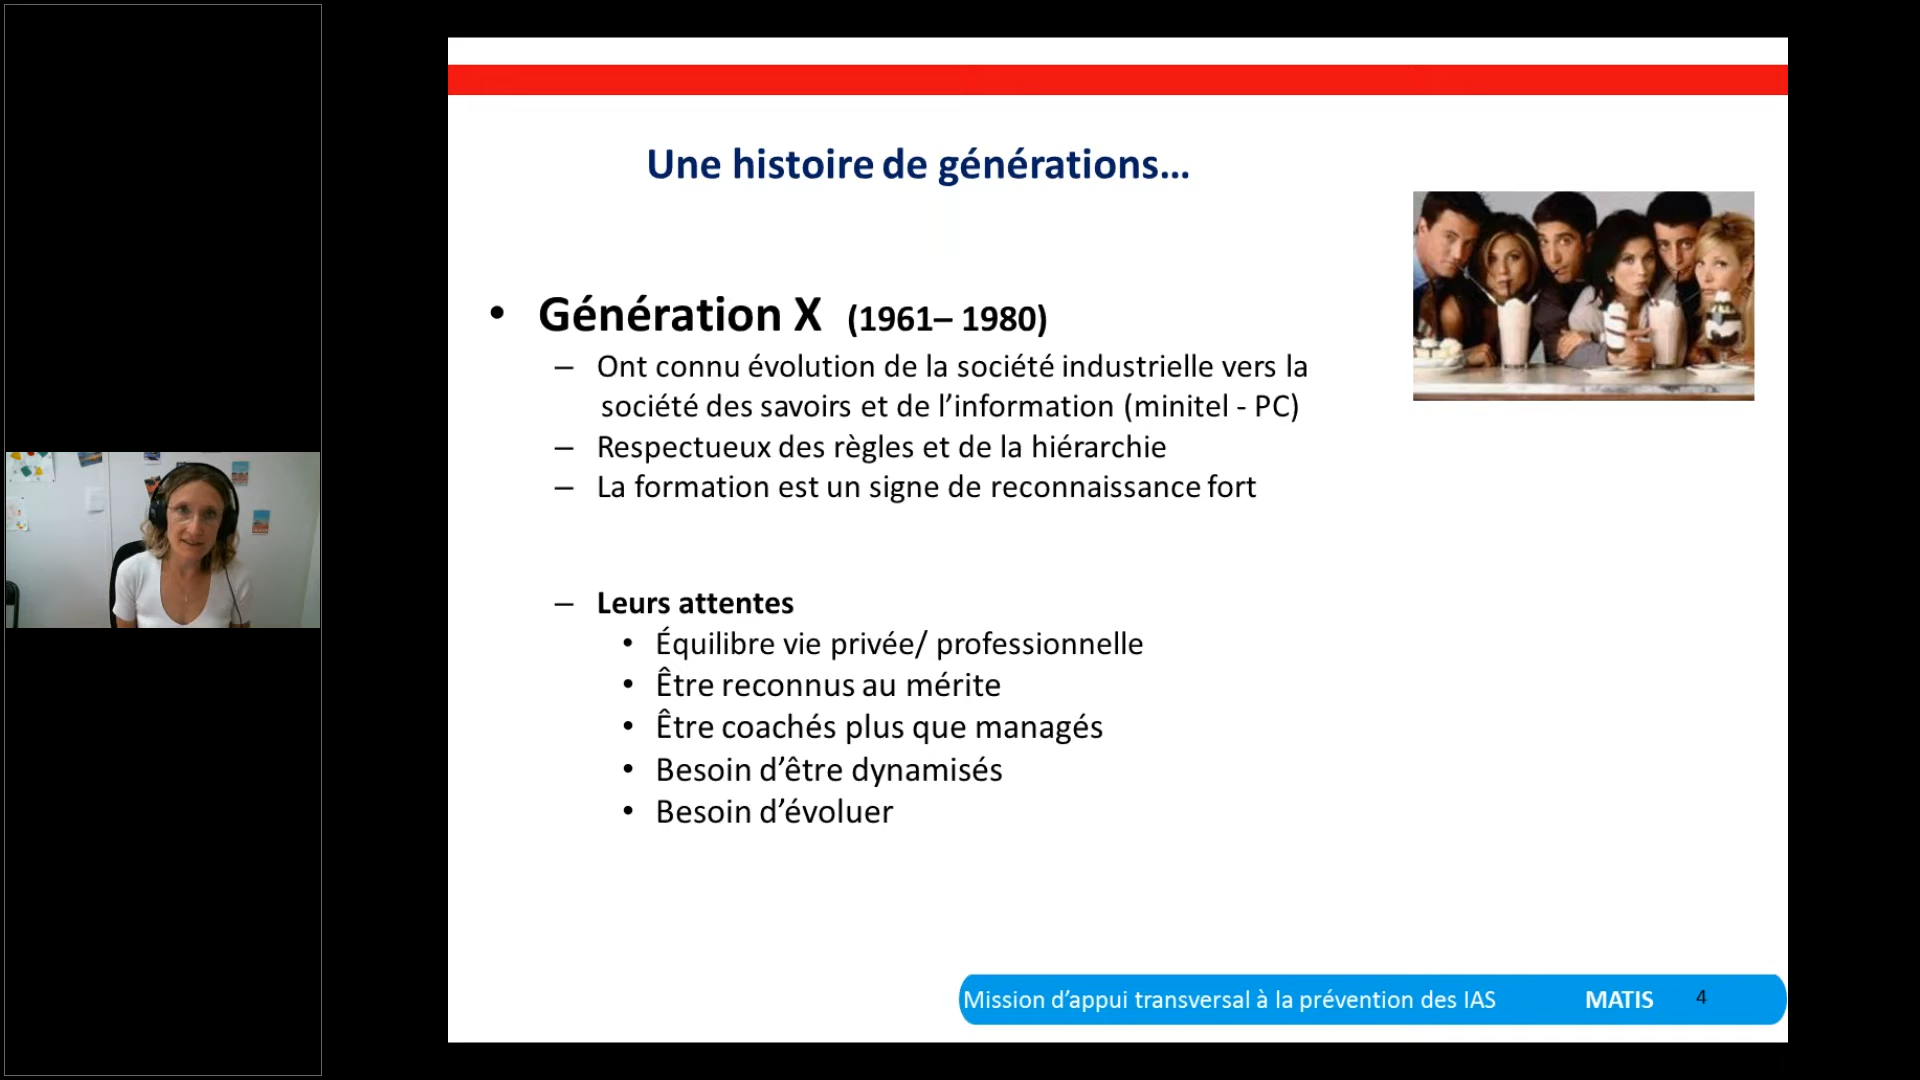 Une histoire de générations...
• Génération X (1961– 1980)
– Ont connu évolution de la société industrielle vers la
société des savoirs et de l’information (minitel - PC)
– Respectueux des règles et de la hiérarchie
– La formation est un signe de reconnaissance fort
– Leurs attentes
• Équilibre vie privée/ professionnelle
• Être reconnus au mérite
• Être coachés plus que managés
• Besoin d’être dynamisés
• Besoin d’évoluer
Mission d’appui transversal à la prévention des IAS MATIS 4